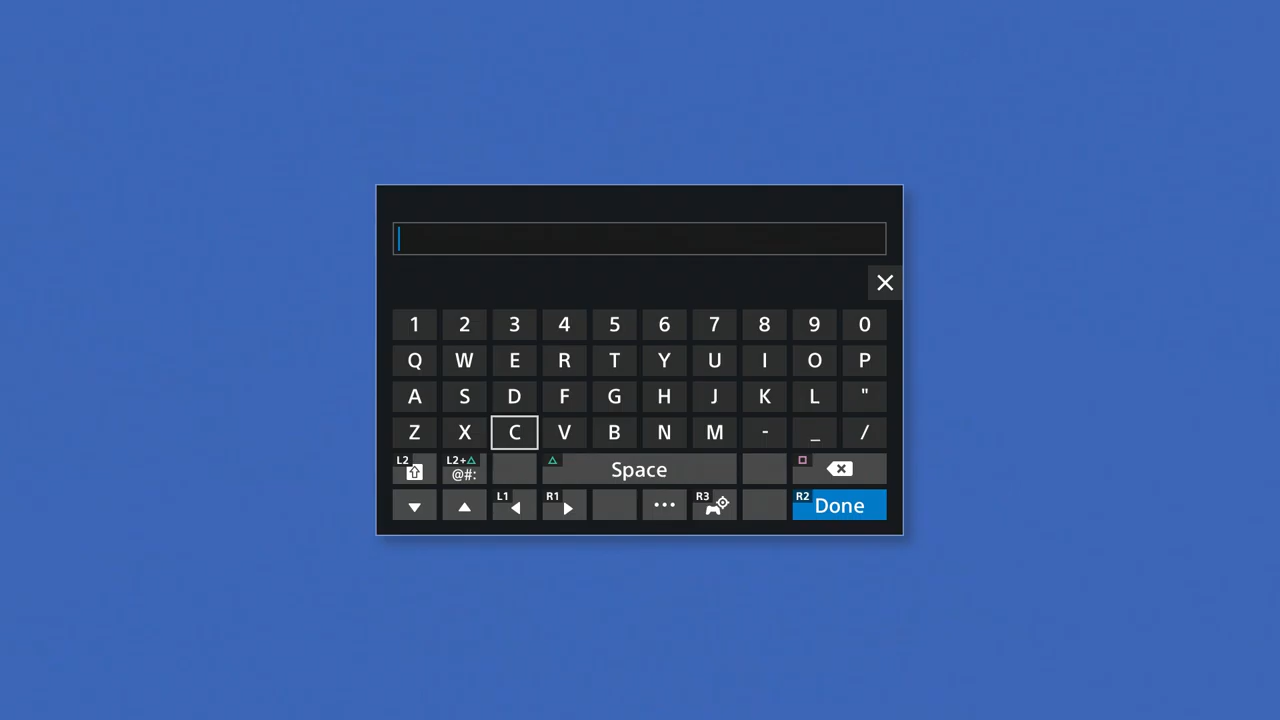 1 2 3 4 5 6 7 8 9 0
Q W E R T Y U I O P
A S D F G H J K L "
Z X C V B N M - _ /
L2 L2+△ @#: △ Space □
L1 R1 ... R3 R2 Done